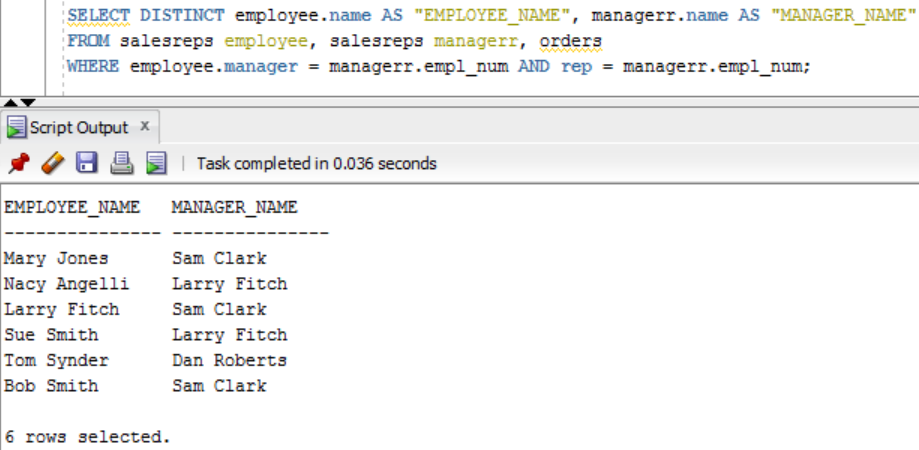 SELECT DISTINCT employee.name AS "EMPLOYEE_NAME", managerr.name AS "MANAGER_NAME"
FROM salesreps employee, salesreps managerr, orders
WHERE employee.manager = managerr.empl_num AND rep = managerr.empl_num;
Script Output x
Task completed in 0.036 seconds
EMPLOYEE_NAME MANAGER_NAME
--------------- ---------------
Mary Jones Sam Clark
Nacy Angelli Larry Fitch
Larry Fitch Sam Clark
Sue Smith Larry Fitch
Tom Synder Dan Roberts
Bob Smith Sam Clark
6 rows selected.